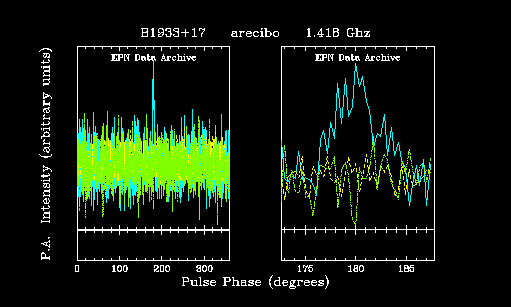 B1933+17 arecibo 1.418 Ghz
EPN Data Archive EPN Data Archive
P.A. Intensity (arbitrary units)
0 100 200 300 175 180 185
Pulse Phase (degrees)